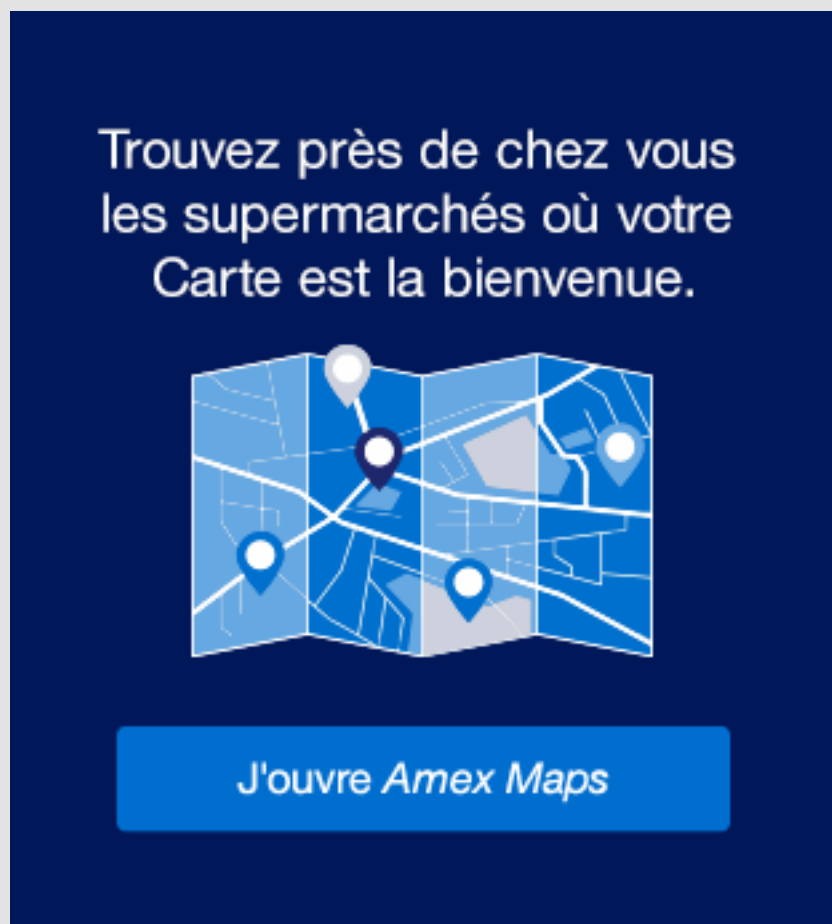 Trouvez près de chez vous
les supermarchés où votre
Carte est la bienvenue.
J'ouvre Amex Maps